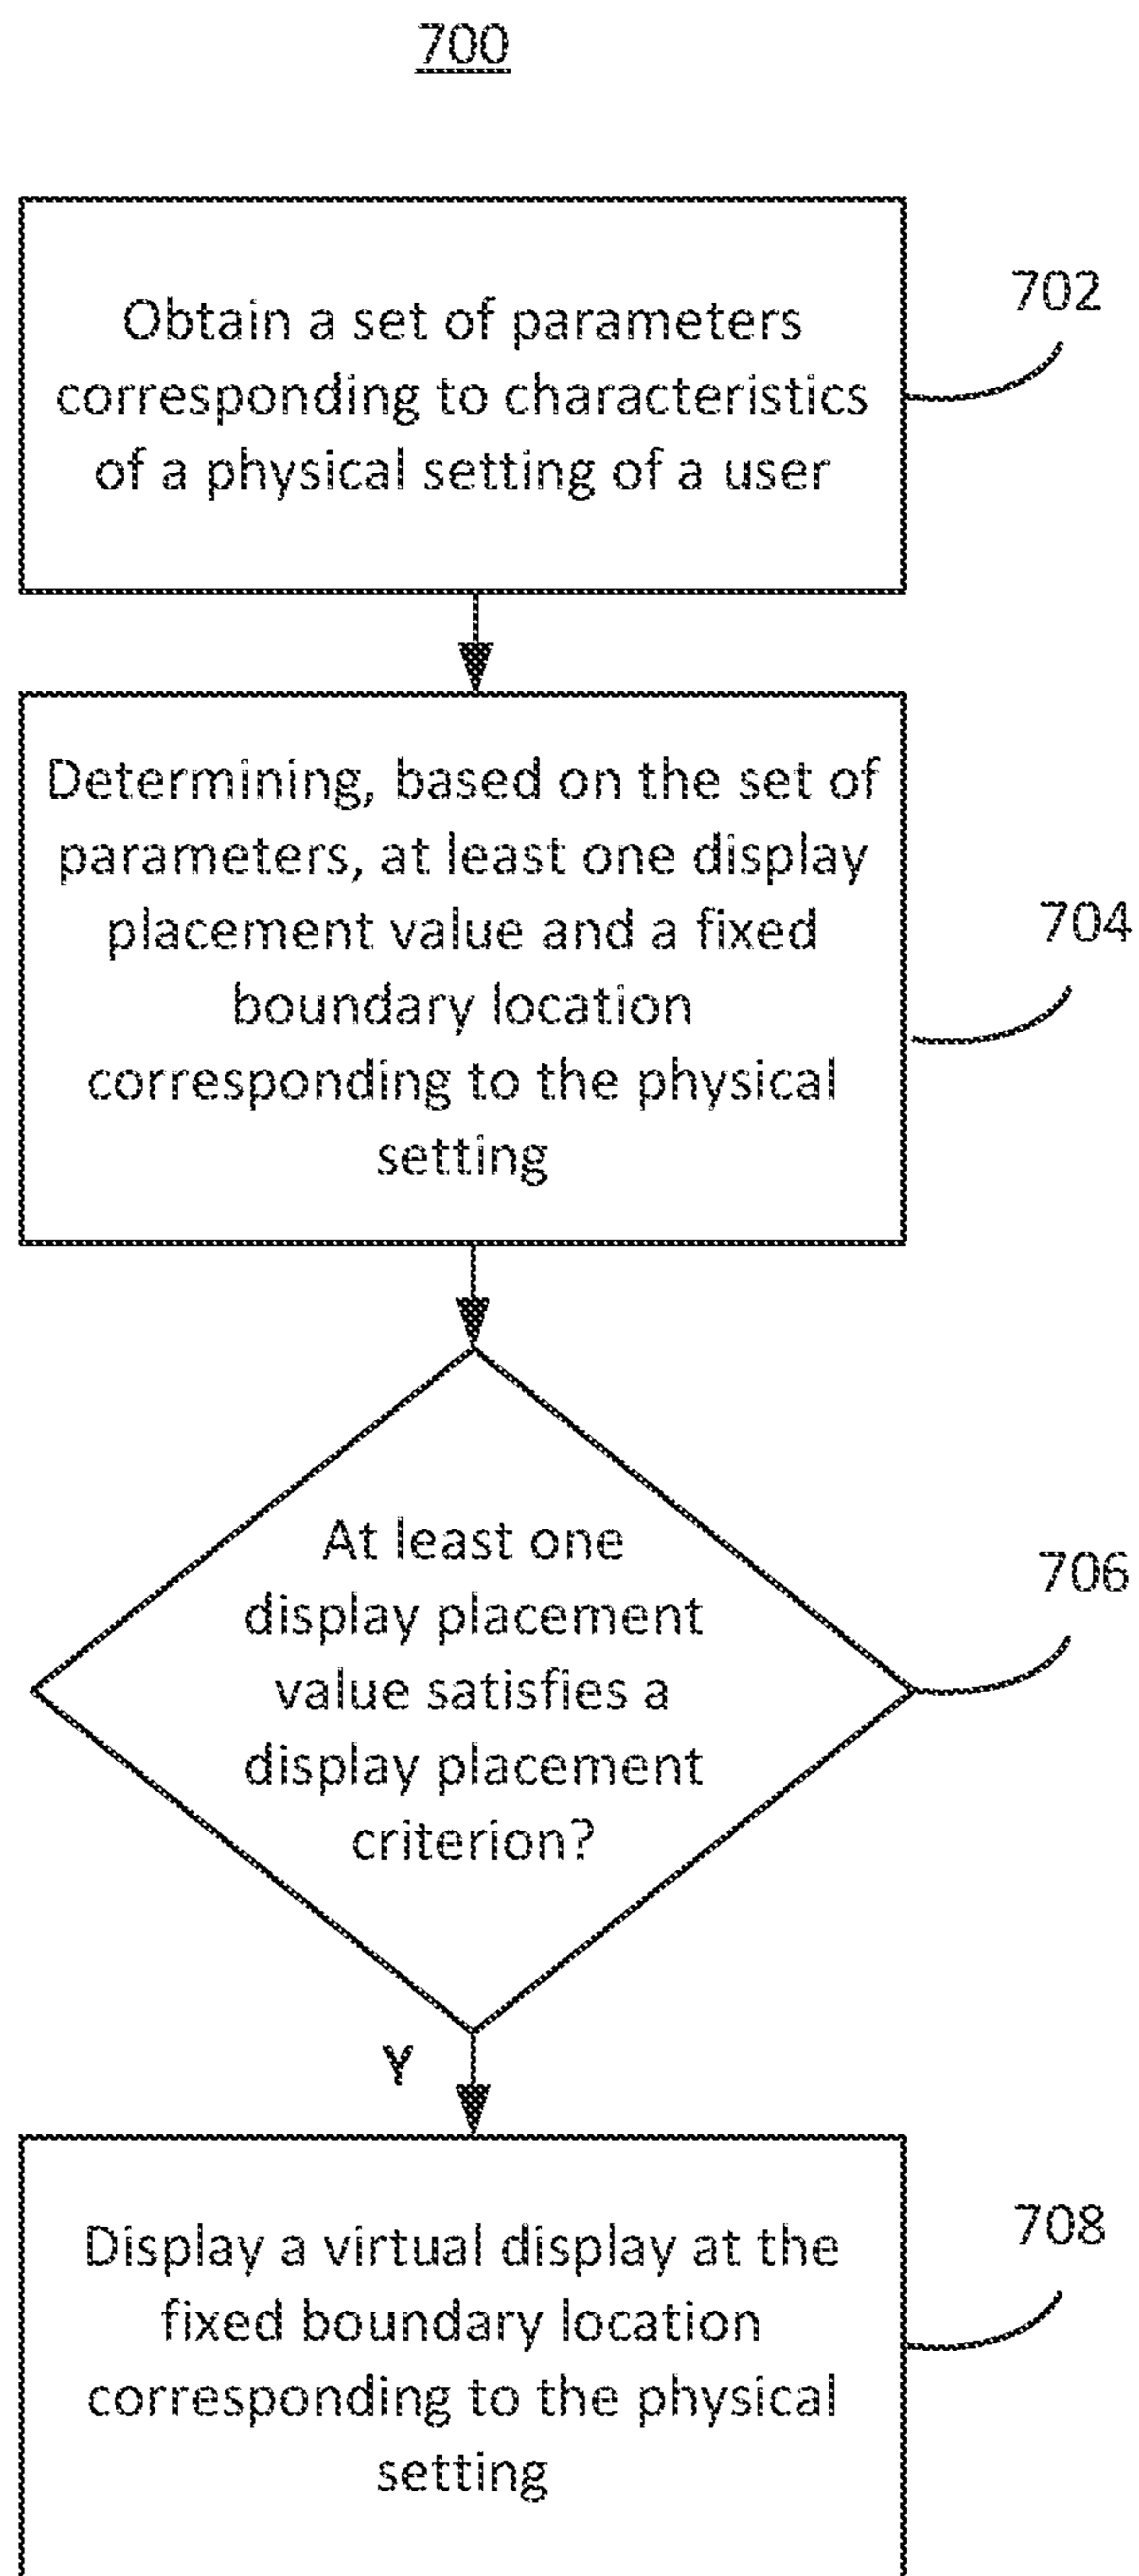 700
Obtain a set of parameters
corresponding to characteristics
of a physical setting of a user
702
Determining, based on the set of
parameters, at least one display
placement value and a fixed
boundary location
corresponding to the physical
setting
704
At least one
display placement
value satisfies a
display placement
criterion?
706
Y
Display a virtual display at the
fixed boundary location
corresponding to the physical
setting
708